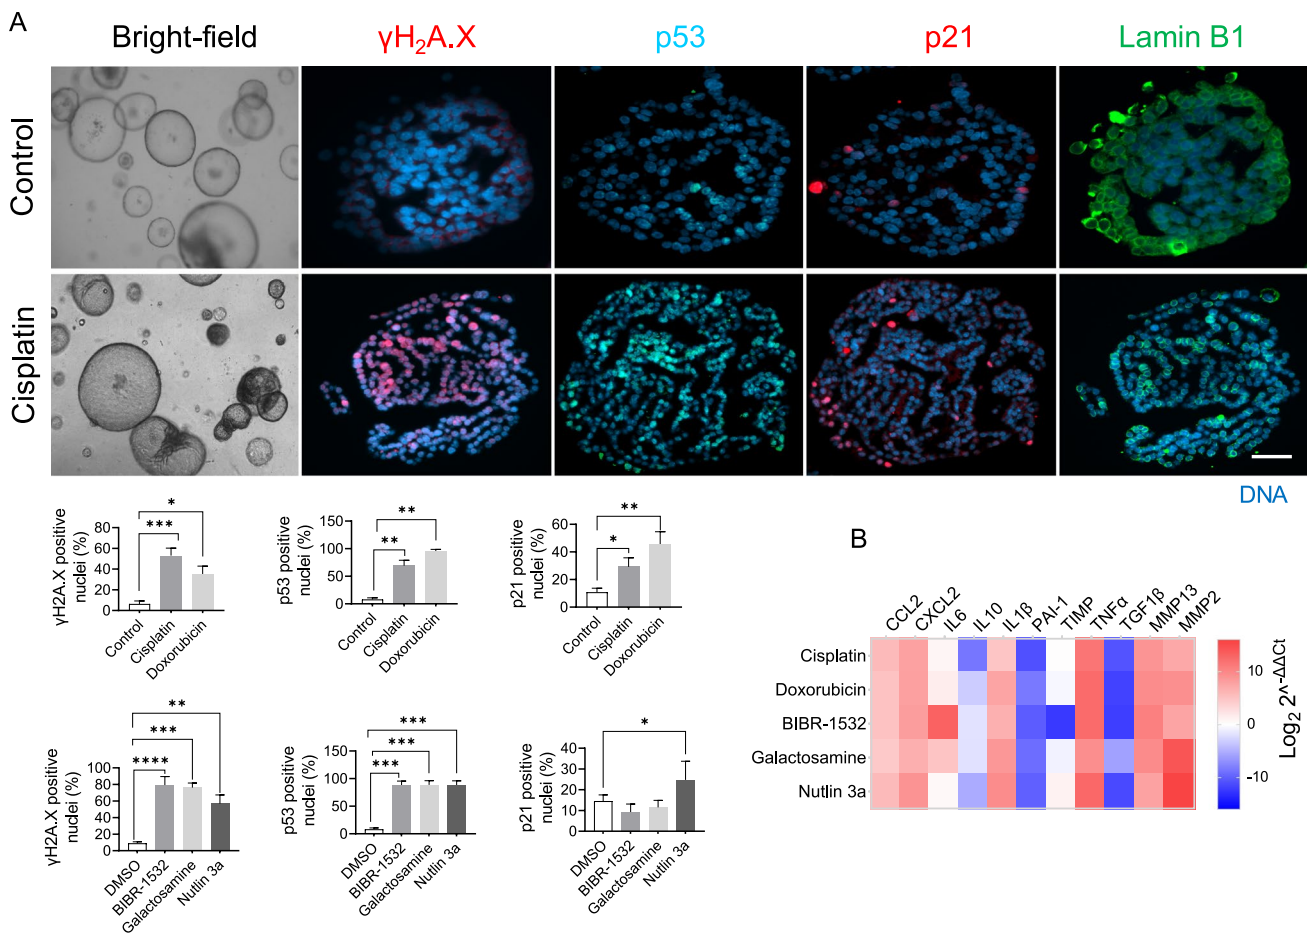 A
Bright-field
γH₂A.X
p53
p21
Lamin B1
Control
Cisplatin
DNA
γH2A.X positive
nuclei (%)
80
60
40
20
0
*
***
Control
Cisplatin
Doxorubicin
p53 positive
nuclei (%)
150
100
50
0
**
**
Control
Cisplatin
Doxorubicin
p21 positive
nuclei (%)
60
40
20
0
**
*
Control
Cisplatin
Doxorubicin
γH2A.X positive
nuclei (%)
100
80
60
40
20
0
**
***
****
DMSO
BIBR-1532
Galactosamine
Nutlin 3a
p53 positive
nuclei (%)
150
100
50
0
***
***
***
DMSO
BIBR-1532
Galactosamine
Nutlin 3a
p21 positive
nuclei (%)
40
30
20
10
0
*
DMSO
BIBR-1532
Galactosamine
Nutlin 3a
B
CCL2
CXCL2
IL6
IL10
IL1β
PAI-1
TIMP
TNFα
TGF1β
MMP13
MMP2
Cisplatin
Doxorubicin
BIBR-1532
Galactosamine
Nutlin 3a
10
0
-10
Log₂ 2^-ΔΔCt